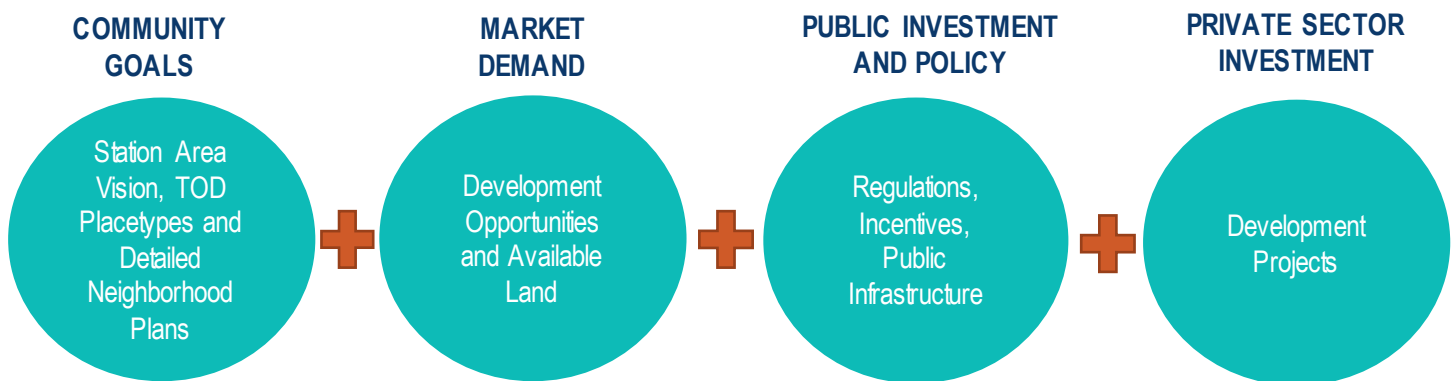 COMMUNITY
GOALS
Station Area
Vision, TOD
Placetypes and
Detailed
Neighborhood
Plans
MARKET
DEMAND
Development
Opportunities
and Available
Land
PUBLIC INVESTMENT
AND POLICY
Regulations,
Incentives,
Public
Infrastructure
PRIVATE SECTOR
INVESTMENT
Development
Projects